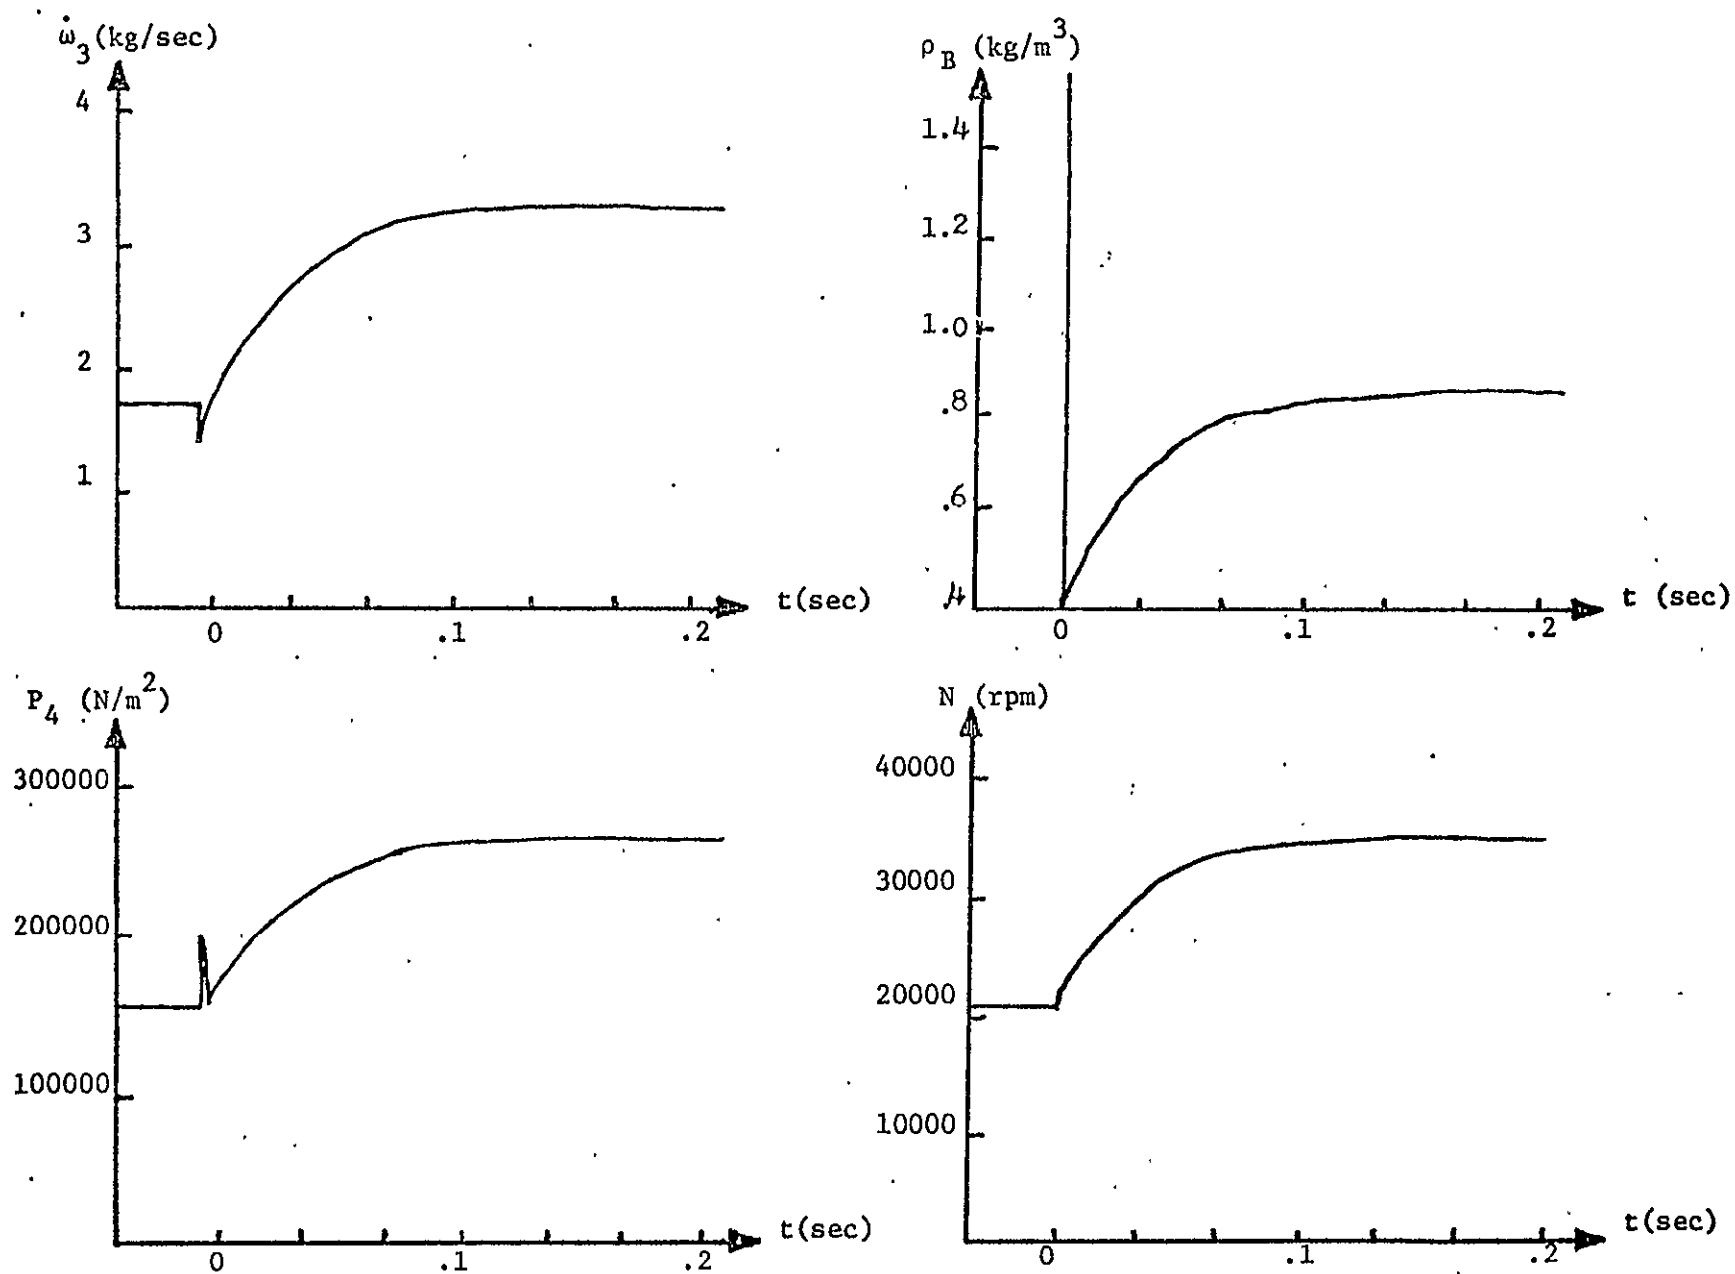 ω̇₃(kg/sec)
4
3
2
1
0 .1 .2 t(sec)
ρ_B (kg/m³)
1.4
1.2
1.0
.8
.6
.4
0 .1 .2 t (sec)
P₄ (N/m²)
300000
200000
100000
0 .1 .2 t(sec)
N (rpm)
40000
30000
20000
10000
0 .1 .2 t(sec)